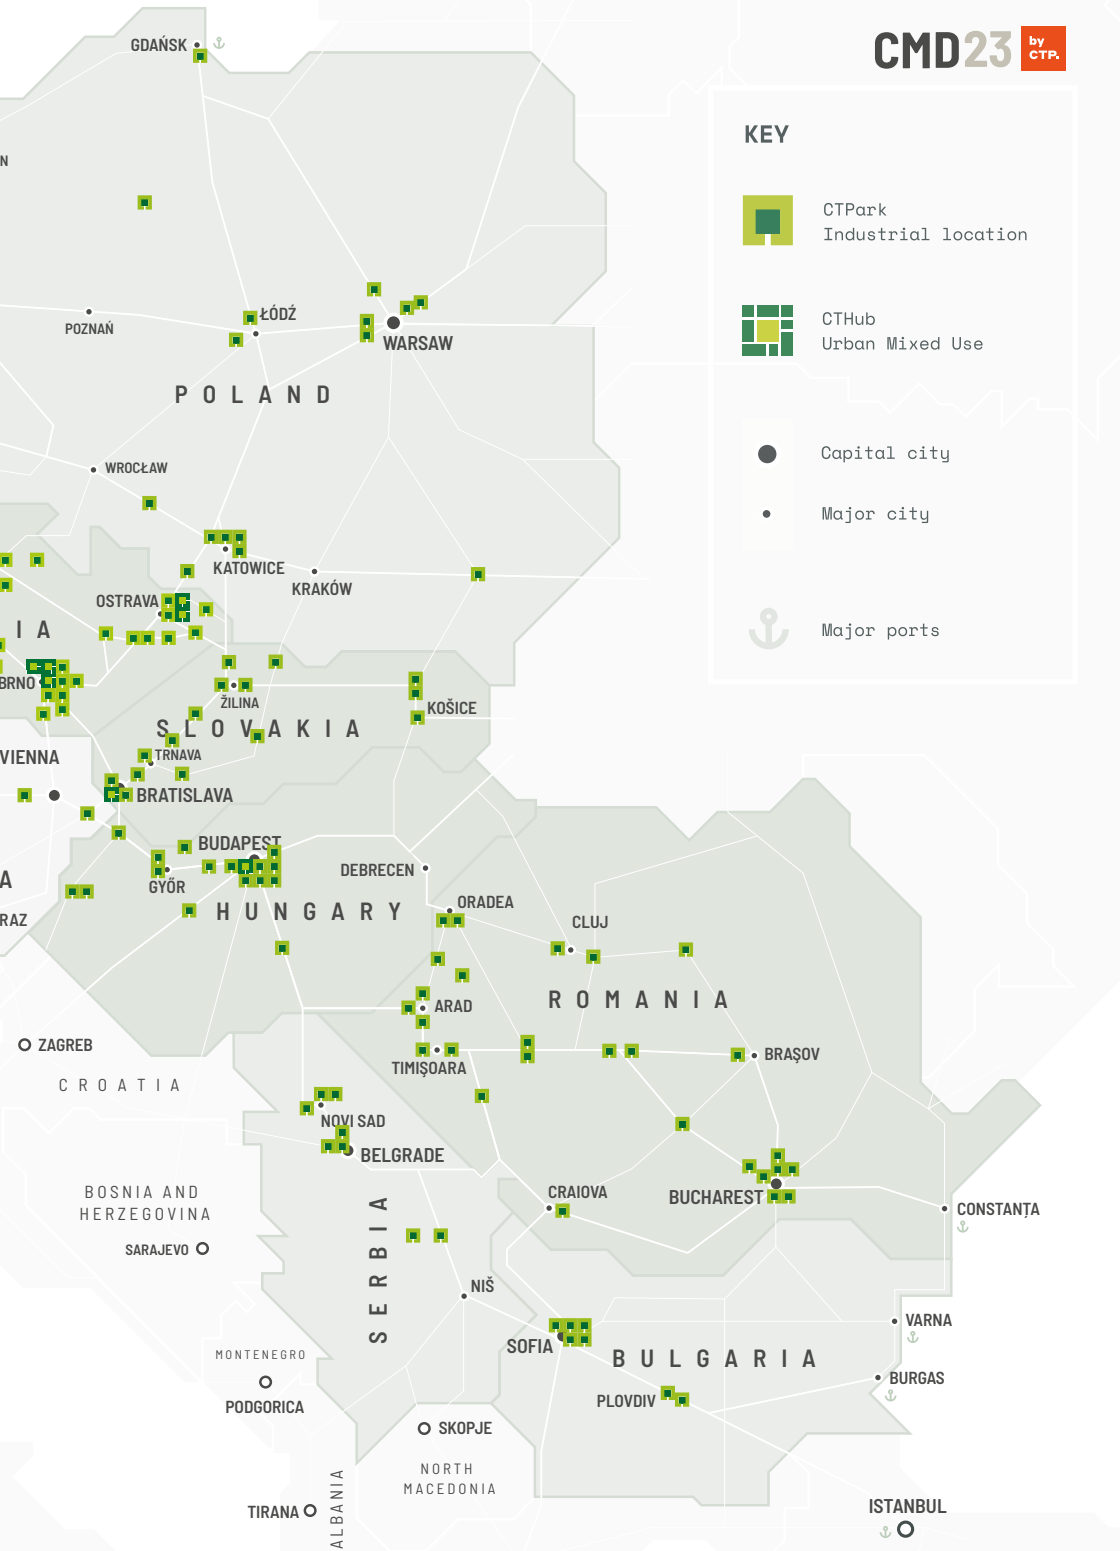 GDAŃSK
CMD23
by
CTP.
KEY
N
CTPark
Industrial location
CTHub
Urban Mixed Use
ŁÓDŹ
POZNAŃ
WARSAW
POLAND
Capital city
WROCŁAW
Major city
KATOWICE
KRAKÓW
OSTRAVA
IA
Major ports
BRNO
ŽILINA
KOŠICE
SLOVAKIA
VIENNA
TRNAVA
BRATISLAVA
BUDAPEST
DEBRECEN
A
GYŐR
ORADEA
HUNGARY
RAZ
CLUJ
ROMANIA
ARAD
ZAGREB
BRAȘOV
TIMIȘOARA
CROATIA
NOVI SAD
BELGRADE
BOSNIA AND
HERZEGOVINA
CRAIOVA
BUCHAREST
CONSTANȚA
SARAJEVO
SERBIA
NIŠ
VARNA
SOFIA
MONTENEGRO
BULGARIA
BURGAS
PODGORICA
PLOVDIV
SKOPJE
NORTH
MACEDONIA
TIRANA
ALBANIA
ISTANBUL